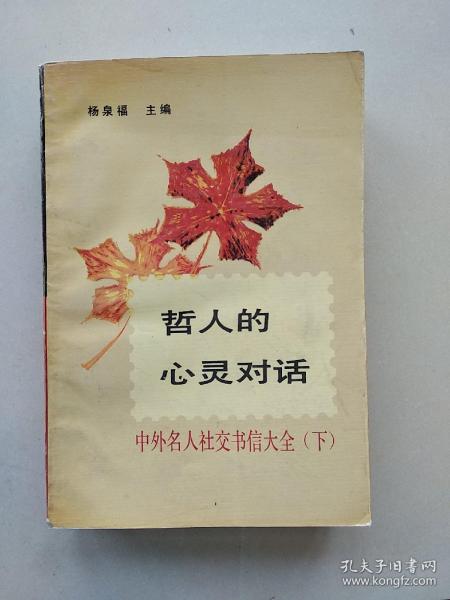 杨泉福 主编
哲人的
心灵对话
中外名人社交书信大全（下）
孔夫子旧书网
www.kongfz.com